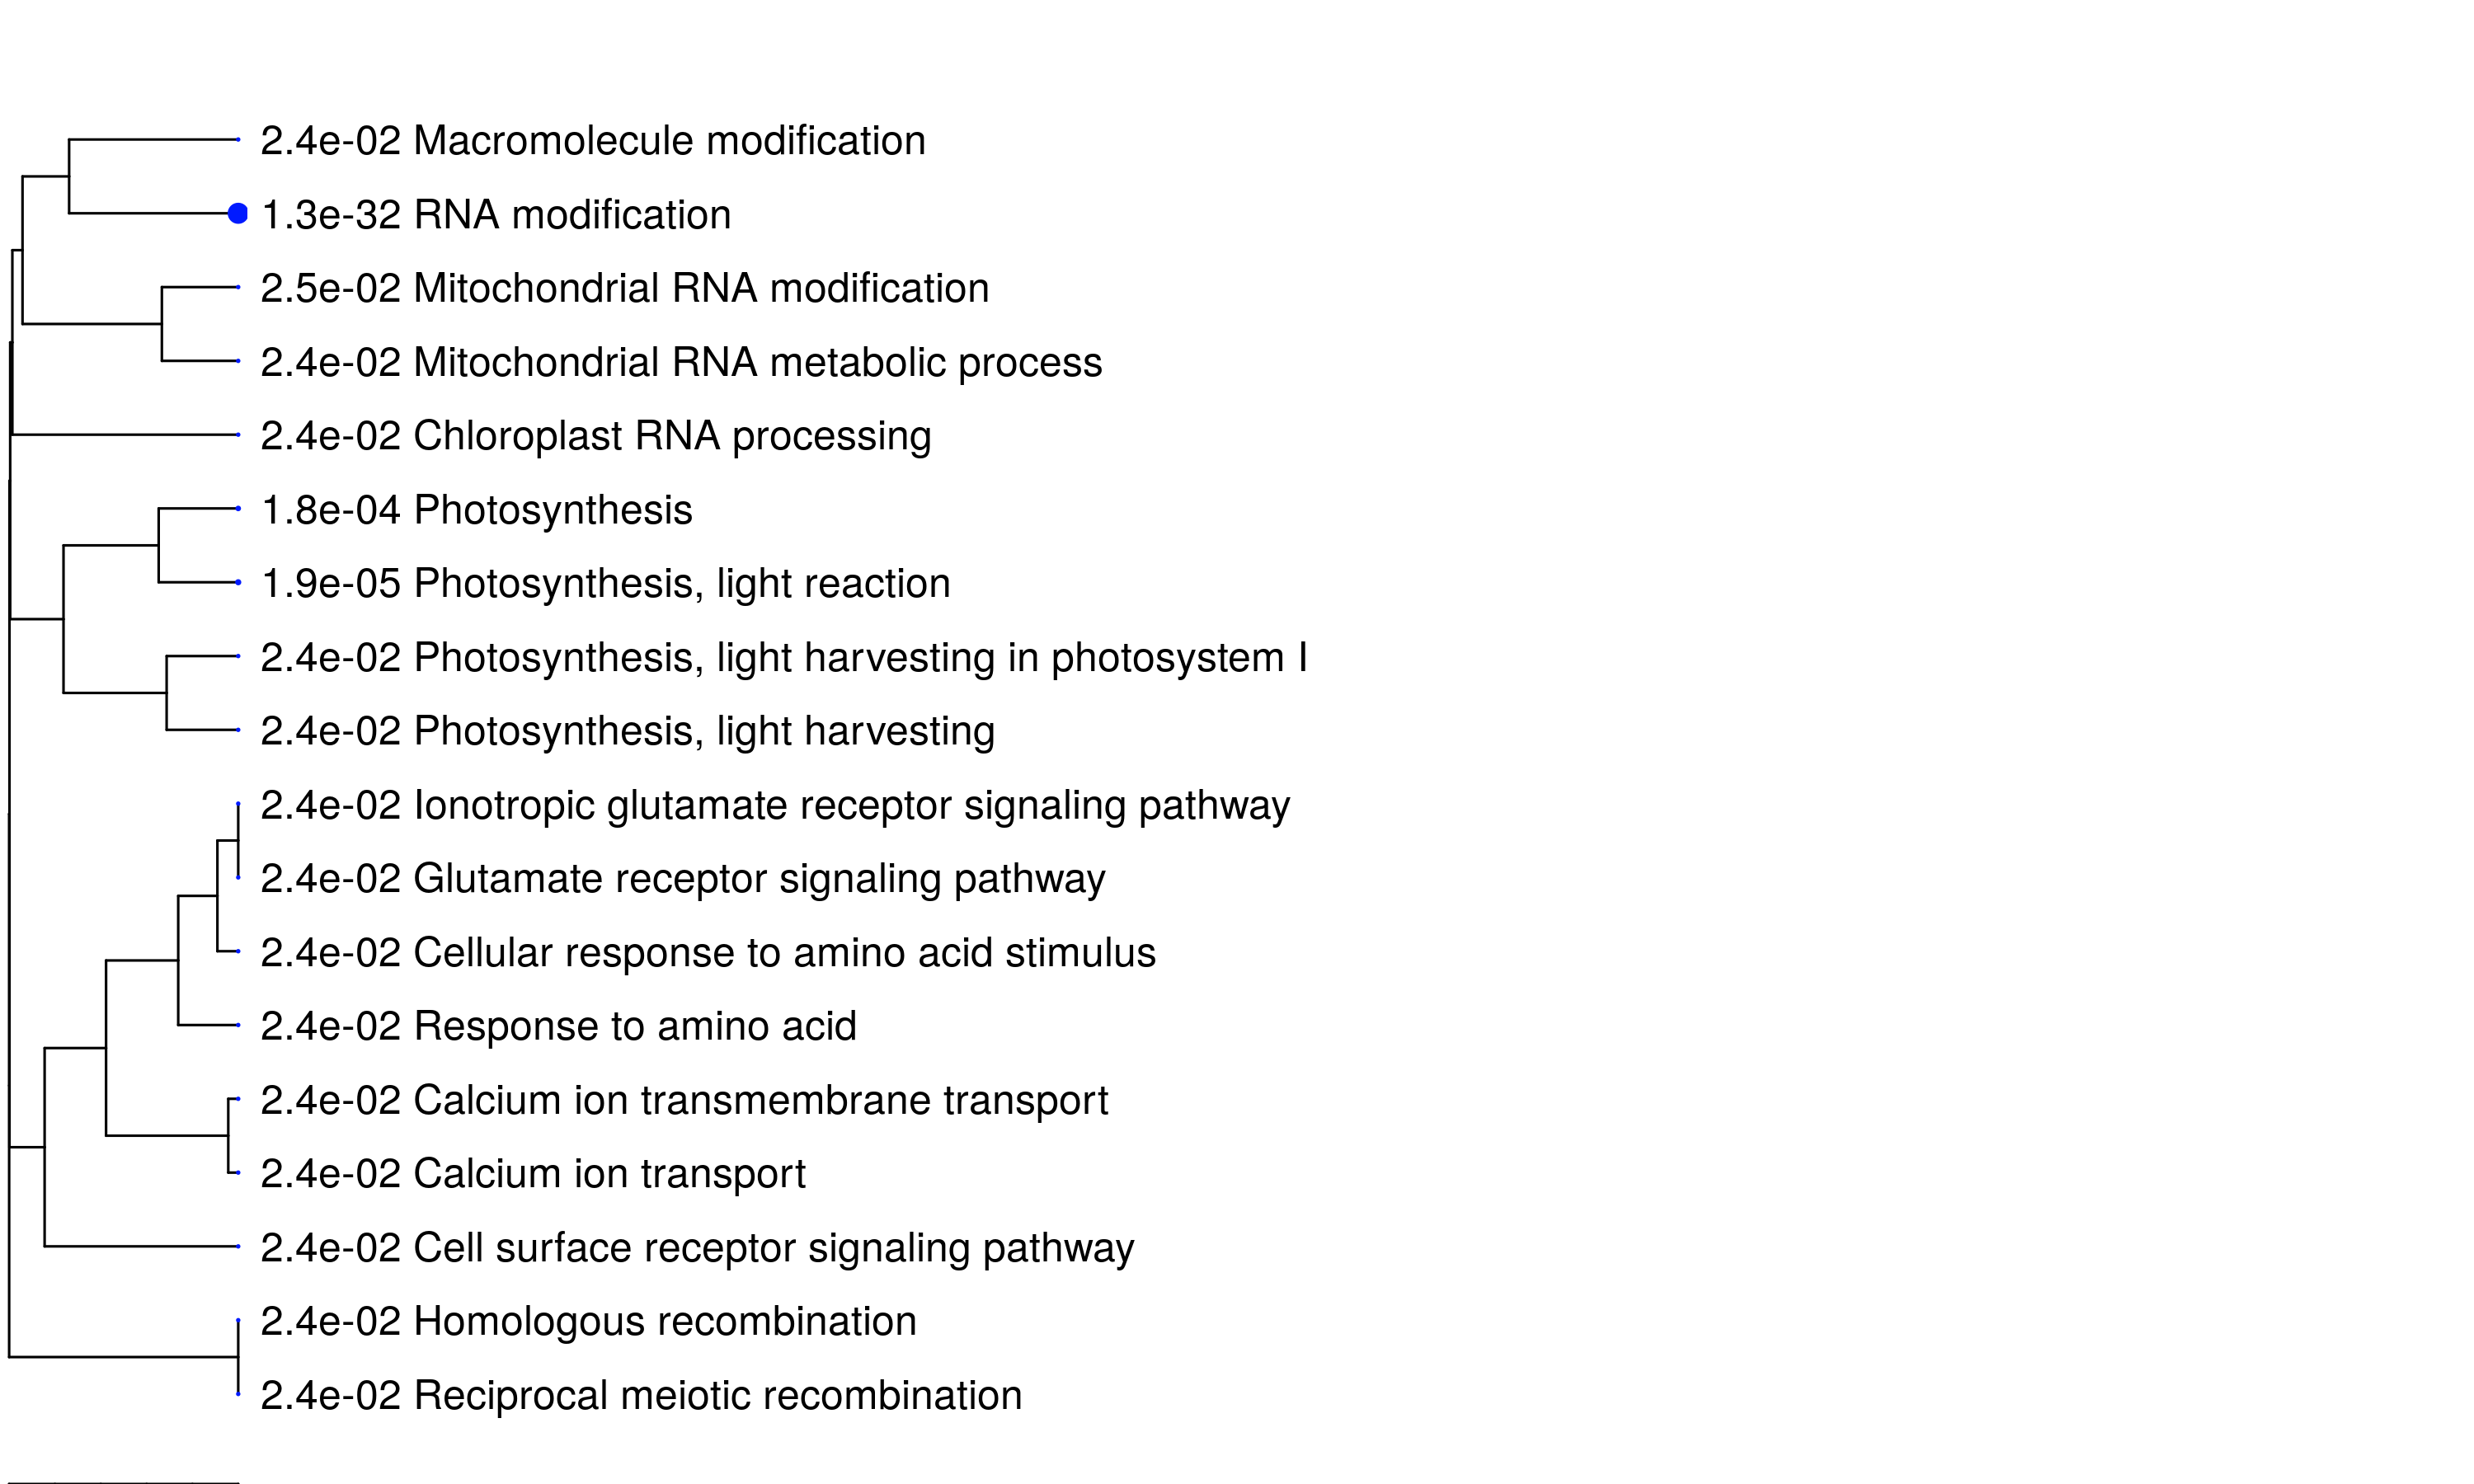 2.4e-02 Macromolecule modification
1.3e-32 RNA modification
2.5e-02 Mitochondrial RNA modification
2.4e-02 Mitochondrial RNA metabolic process
2.4e-02 Chloroplast RNA processing
1.8e-04 Photosynthesis
1.9e-05 Photosynthesis, light reaction
2.4e-02 Photosynthesis, light harvesting in photosystem I
2.4e-02 Photosynthesis, light harvesting
2.4e-02 Ionotropic glutamate receptor signaling pathway
2.4e-02 Glutamate receptor signaling pathway
2.4e-02 Cellular response to amino acid stimulus
2.4e-02 Response to amino acid
2.4e-02 Calcium ion transmembrane transport
2.4e-02 Calcium ion transport
2.4e-02 Cell surface receptor signaling pathway
2.4e-02 Homologous recombination
2.4e-02 Reciprocal meiotic recombination